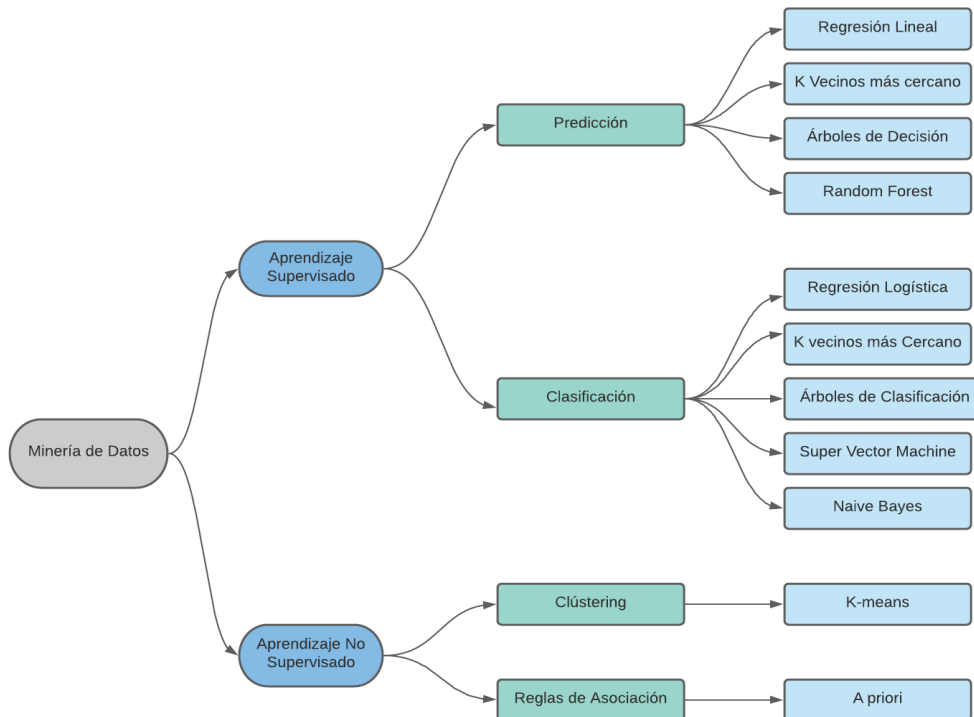 Regresión Lineal
K Vecinos más cercano
Predicción
Árboles de Decisión
Random Forest
Aprendizaje
Supervisado
Regresión Logística
K vecinos más Cercano
Clasificación
Árboles de Clasificación
Minería de Datos
Super Vector Machine
Naive Bayes
Clústering
K-means
Aprendizaje No
Supervisado
Reglas de Asociación
A priori